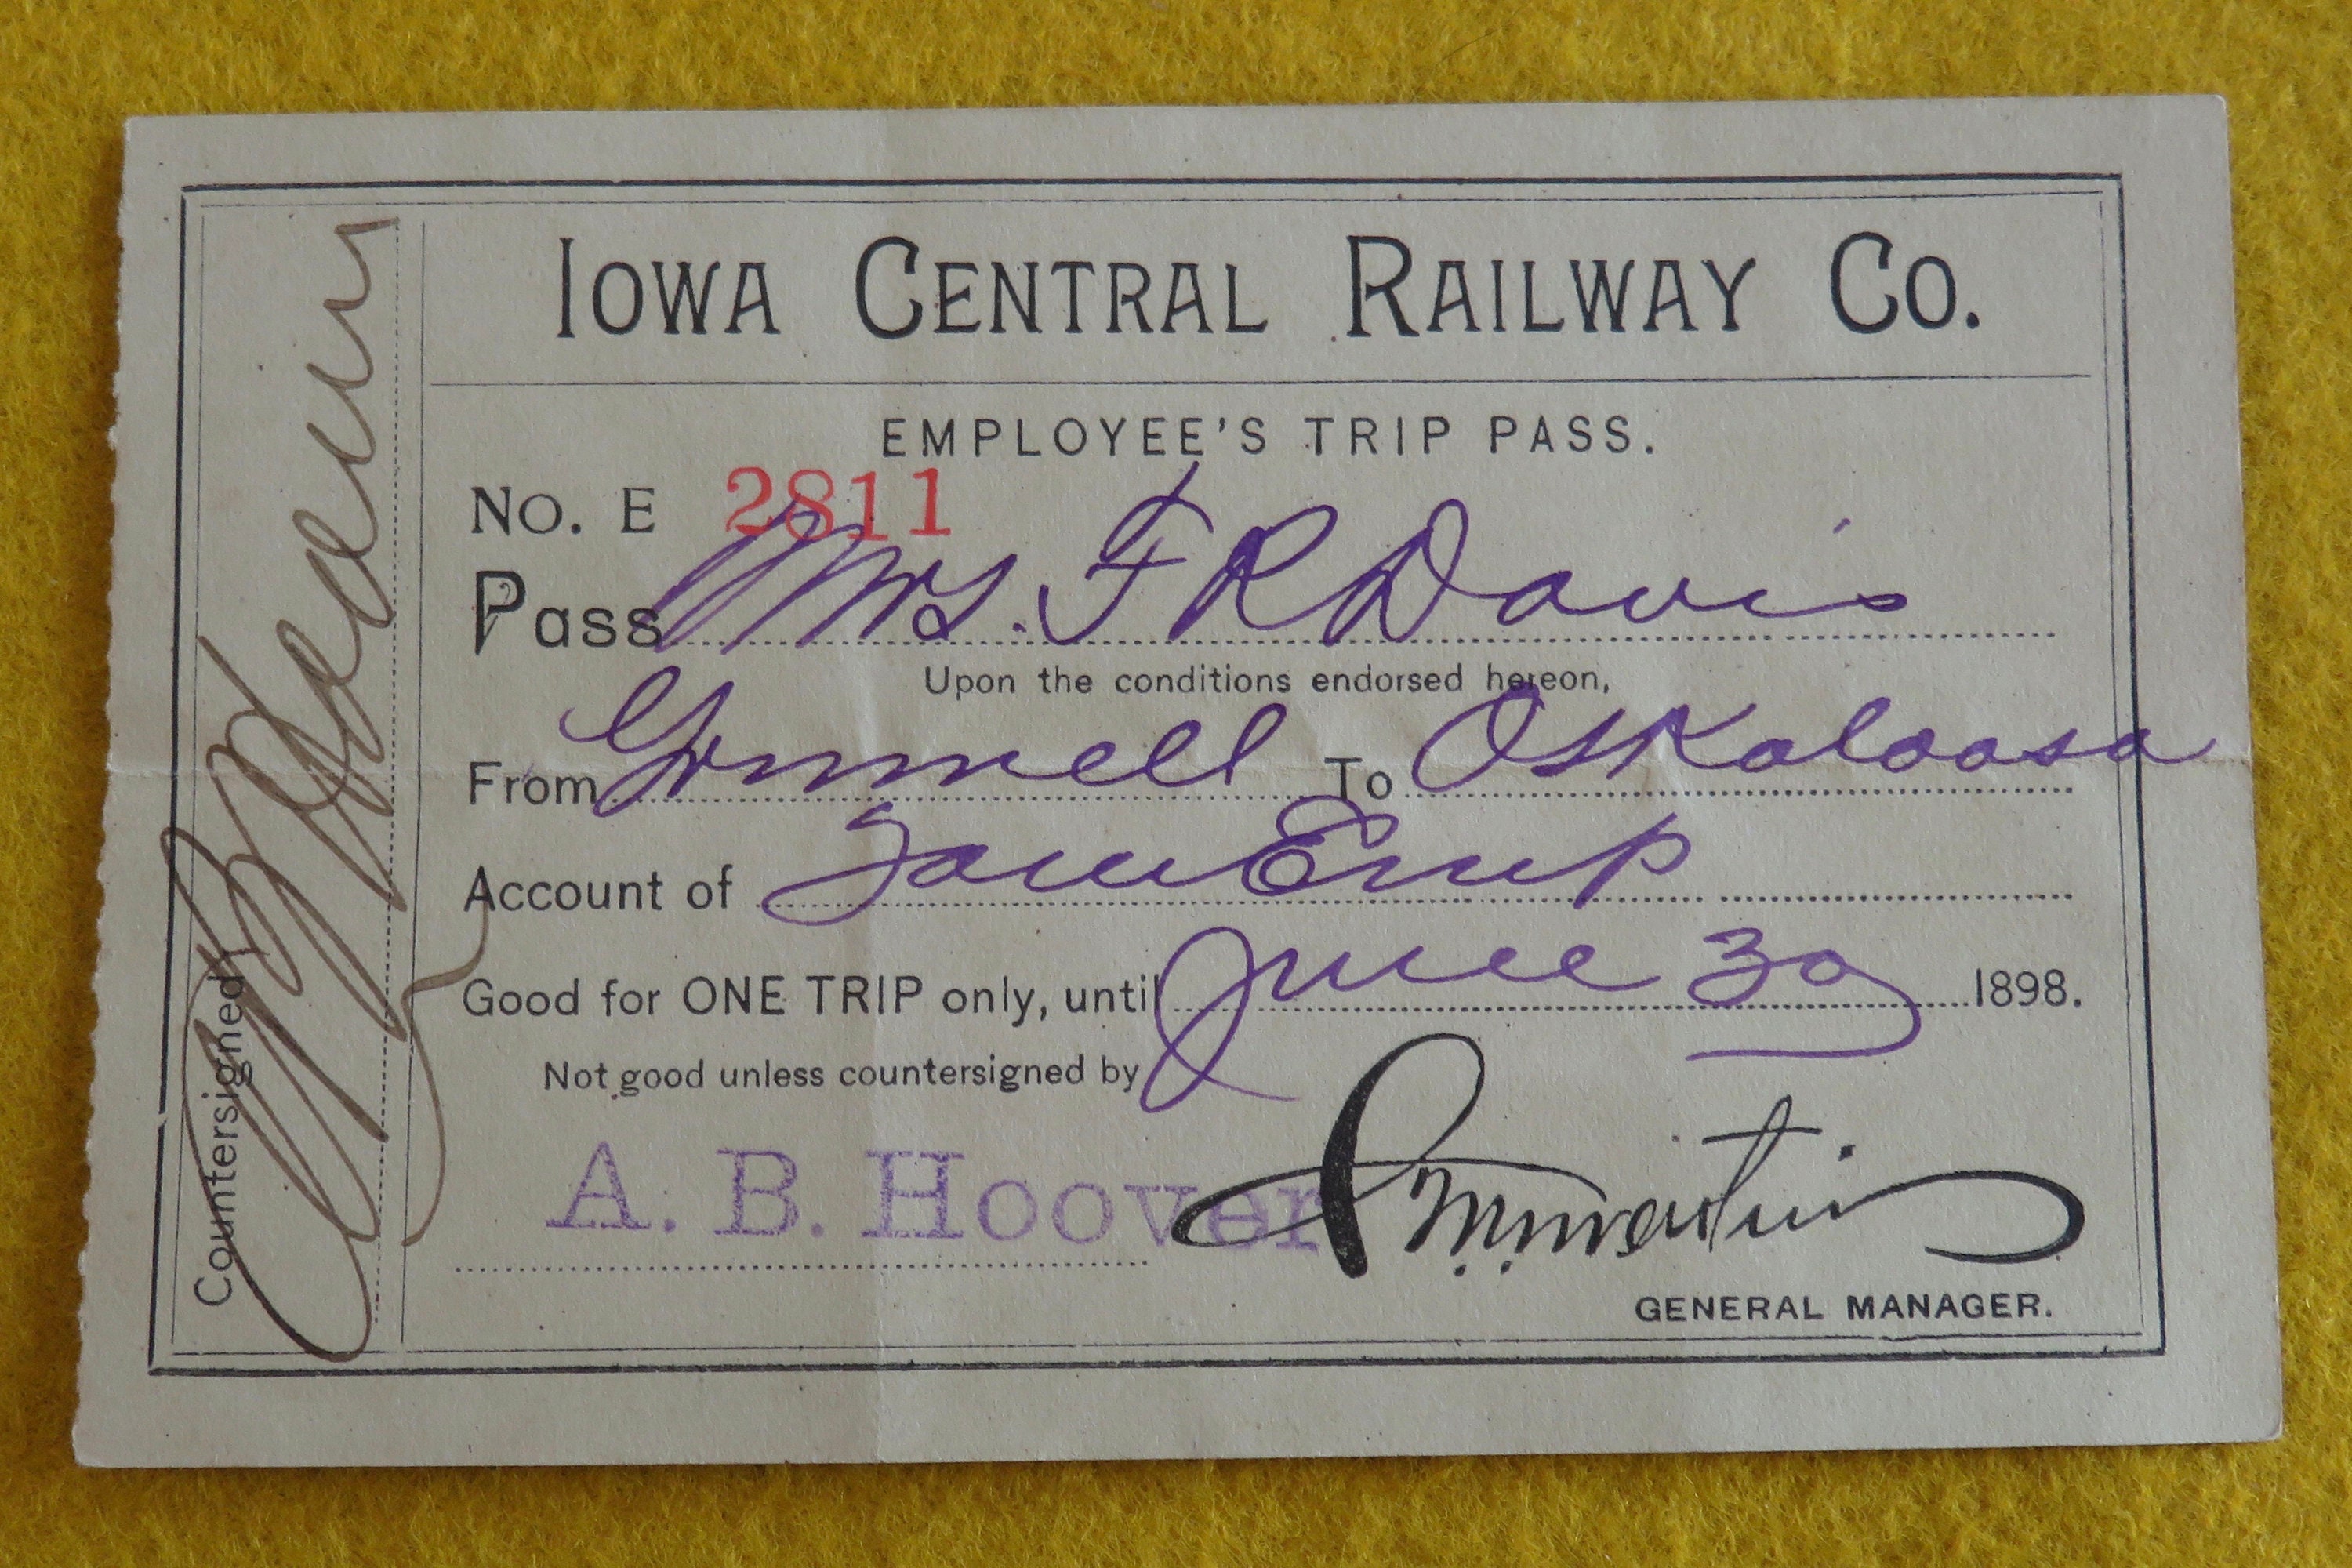 IOWA CENTRAL RAILWAY CO.
EMPLOYEE'S TRIP PASS.
No. E 2811
Pass Mrs. F R Davis
Upon the conditions endorsed hereon,
From Grinnell To Oskaloosa
Account of Fam Emp
Good for ONE TRIP only, until June 30 1898.
Not good unless countersigned by
A. B. Hoover
GENERAL MANAGER.
Countersigned